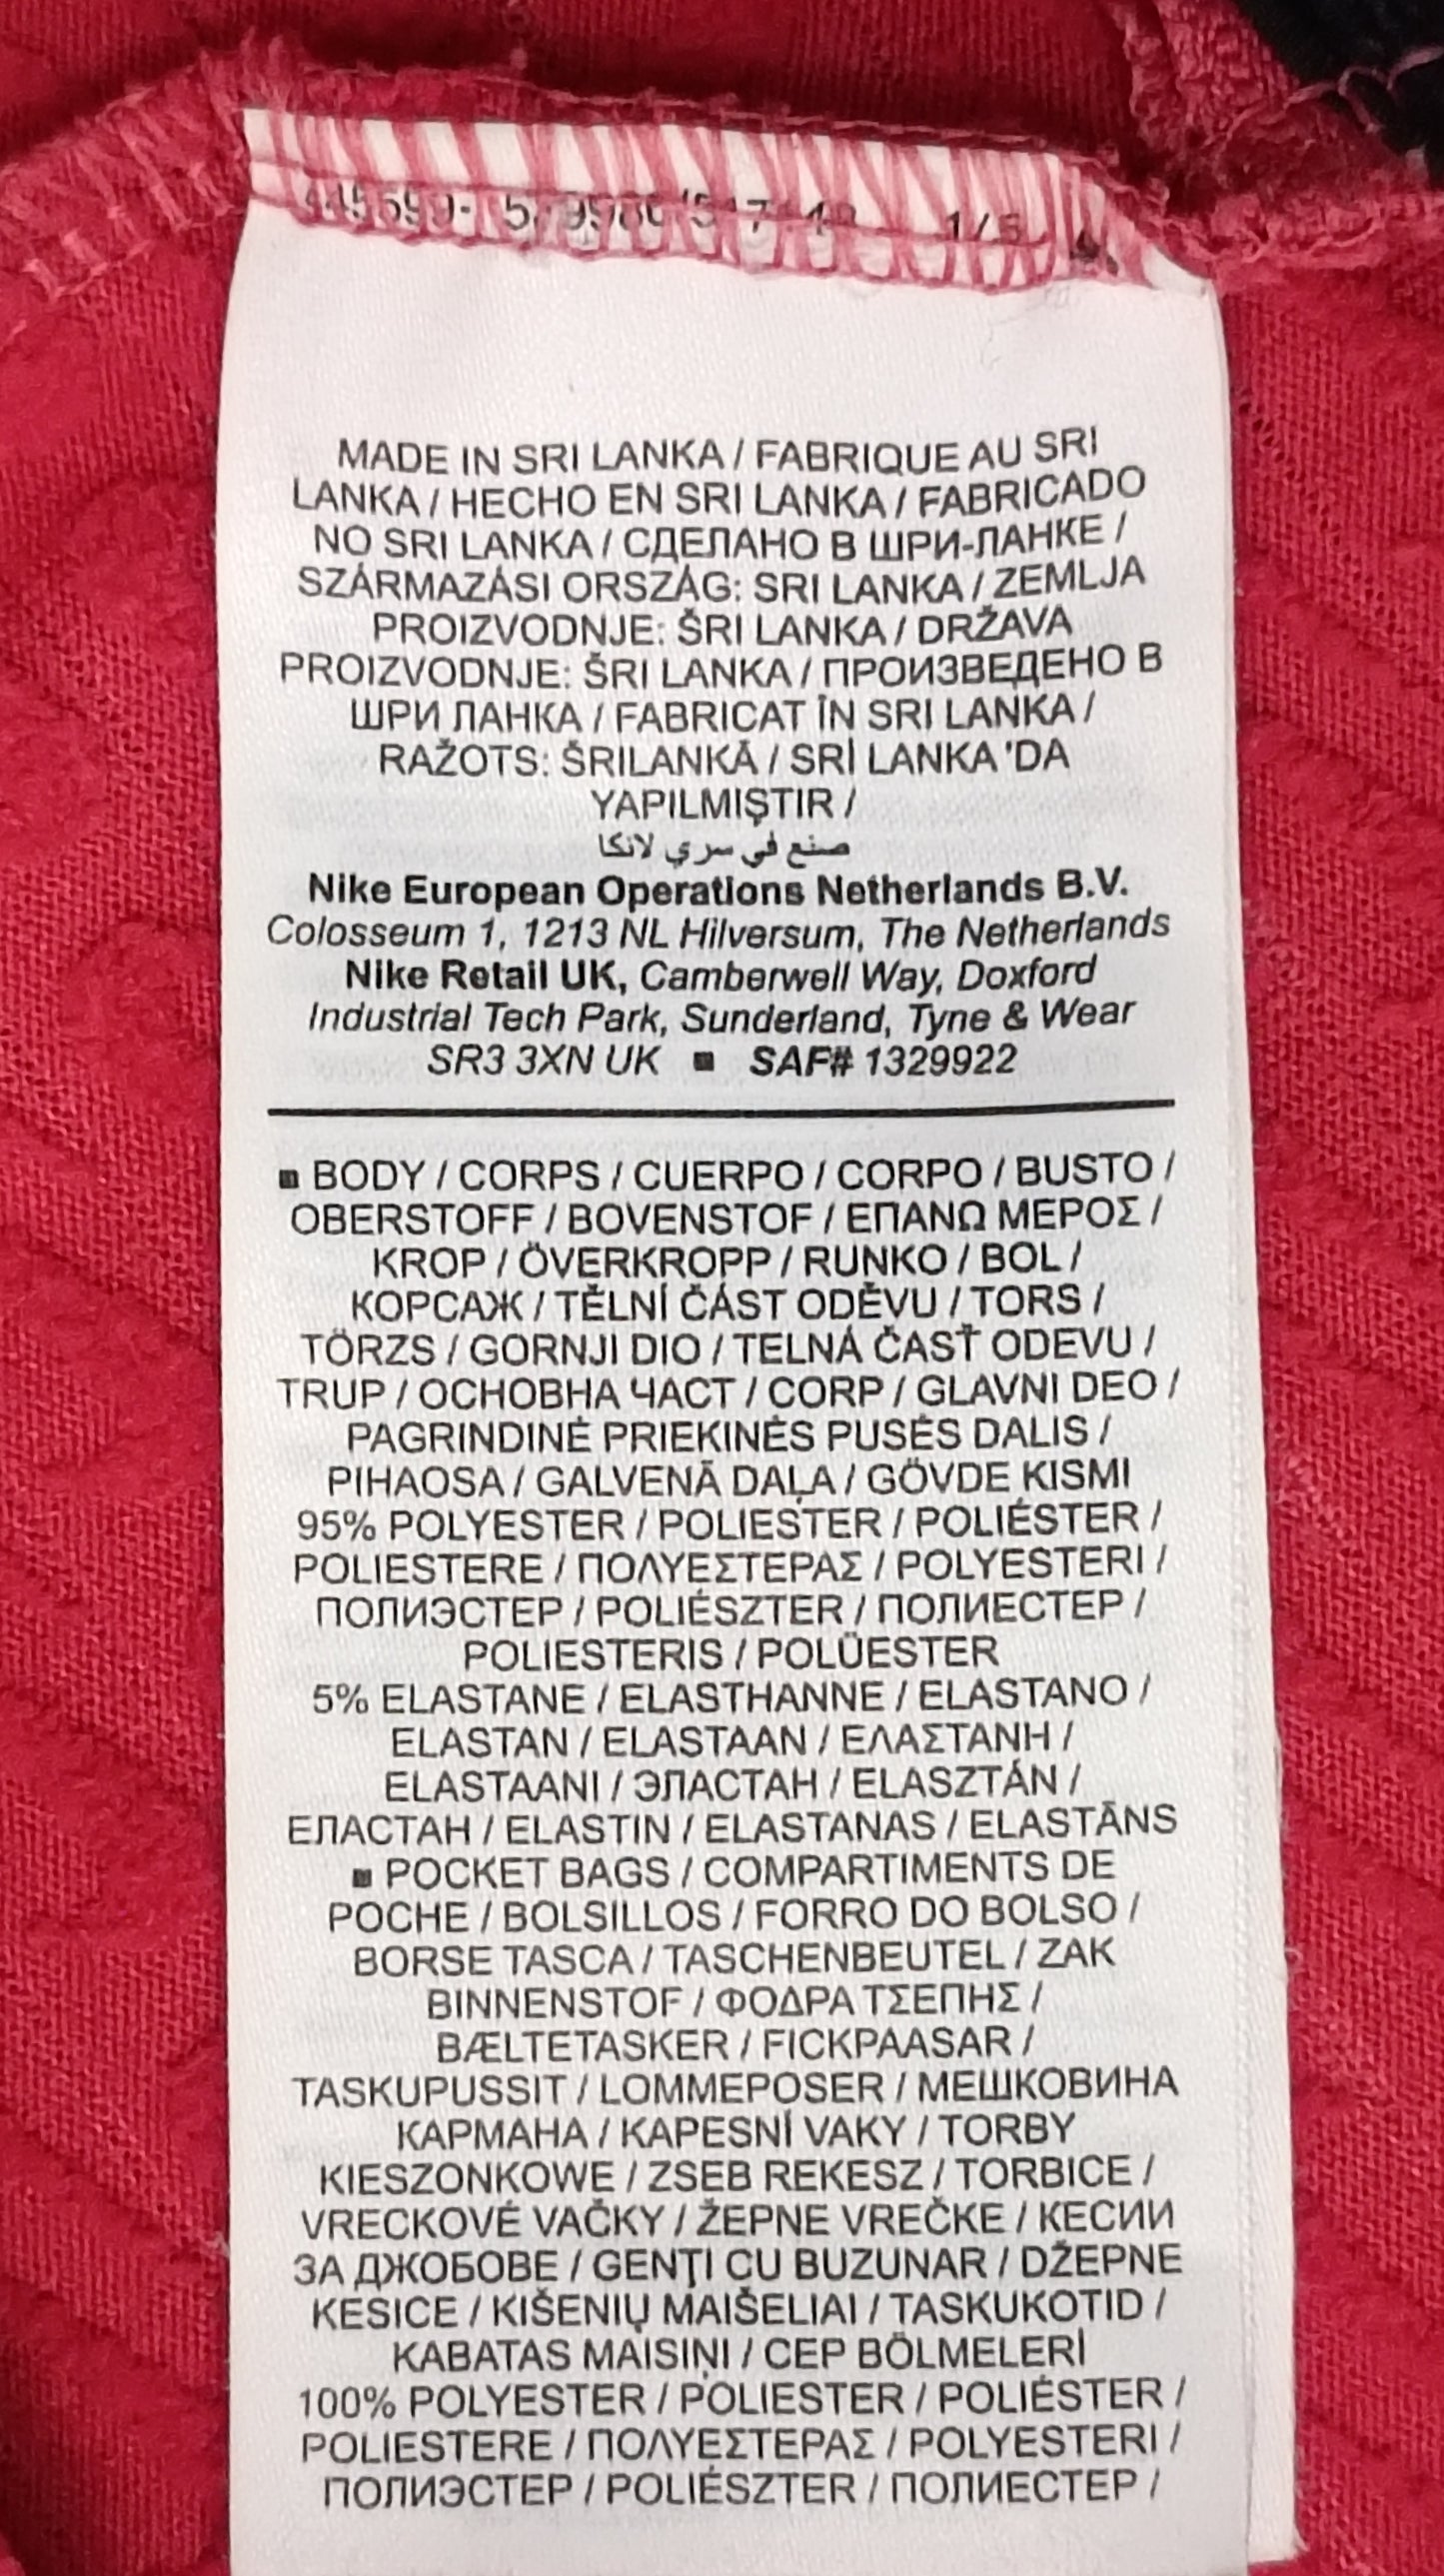 1/5
MADE IN SRI LANKA / FABRIQUE AU SRI
LANKA / HECHO EN SRI LANKA / FABRICADO
NO SRI LANKA / СДЕЛАНО В ШРИ-ЛАНКЕ /
SZÁRMAZÁSI ORSZÁG: SRI LANKA / ZEMLJA
PROIZVODNJE: ŠRI LANKA / DRŽAVA
PROIZVODNJE: ŠRI LANKA / ПРОИЗВЕДЕНО В
ШРИ ЛАНКА / FABRICAT ÎN SRI LANKA /
RAŽOTS: ŠRILANKĀ / SRİ LANKA 'DA
YAPILMIŞTIR /
صنع في سري لانكا
Nike European Operations Netherlands B.V.
Colosseum 1, 1213 NL Hilversum, The Netherlands
Nike Retail UK, Camberwell Way, Doxford
Industrial Tech Park, Sunderland, Tyne & Wear
SR3 3XN UK ■ SAF# 1329922
■ BODY / CORPS / CUERPO / CORPO / BUSTO /
OBERSTOFF / BOVENSTOF / ΕΠΑΝΩ ΜΕΡΟΣ /
KROP / ÖVERKROPP / RUNKO / BOL /
КОРСАЖ / TĚLNÍ ČÁST ODĚVU / TORS /
TÖRZS / GORNJI DIO / TELNÁ ČASŤ ODEVU /
TRUP / ОСНОВНА ЧАСТ / CORP / GLAVNI DEO /
PAGRINDINĖ PRIEKINĖS PUSĖS DALIS /
PIHAOSA / GALVENĀ DAĻA / GÖVDE KISMI
95% POLYESTER / POLIESTER / POLIÉSTER /
POLIESTERE / ΠΟΛΥΕΣΤΕΡΑΣ / POLYESTERI /
ПОЛИЭСТЕР / POLIÉSZTER / ПОЛИЕСТЕР /
POLIESTERIS / POLÜESTER
5% ELASTANE / ELASTHANNE / ELASTANO /
ELASTAN / ELASTAAN / ΕΛΑΣΤΑΝΗ /
ELASTAANI / ЭЛАСТАН / ELASZTÁN /
ЕЛАСТАН / ELASTIN / ELASTANAS / ELASTĀNS
■ POCKET BAGS / COMPARTIMENTS DE
POCHE / BOLSILLOS / FORRO DO BOLSO /
BORSE TASCA / TASCHENBEUTEL / ZAK
BINNENSTOF / ΦΟΔΡΑ ΤΣΕΠΗΣ /
BÆLTETASKER / FICKPAASAR /
TASKUPUSSIT / LOMMEPOSER / МЕШКОВИНА
КАРМАНА / KAPESNÍ VAKY / TORBY
KIESZONKOWE / ZSEB REKESZ / TORBICE /
VRECKOVÉ VAČKY / ŽEPNE VREČKE / КЕСИИ
ЗА ДЖОБОВЕ / GENŢI CU BUZUNAR / DŽEPNE
KESICE / KIŠENIŲ MAIŠELIAI / TASKUKOTID /
KABATAS MAISIŅI / CEP BÖLMELERİ
100% POLYESTER / POLIESTER / POLIÉSTER /
POLIESTERE / ΠΟΛΥΕΣΤΕΡΑΣ / POLYESTERI /
ПОЛИЭСТЕР / POLIÉSZTER / ПОЛИЕСТЕР /